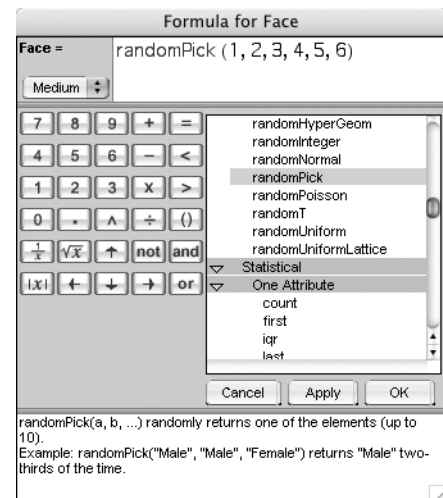 Formula for Face
Face =
randomPick (1, 2, 3, 4, 5, 6)
Medium
7 8 9 + =
4 5 6 − <
1 2 3 x >
0 . ∧ ÷ ()
1/x √x ↑ not and
|x| ← ↓ → or
randomHyperGeom
randomInteger
randomNormal
randomPick
randomPoisson
randomT
randomUniform
randomUniformLattice
Statistical
One Attribute
count
first
iqr
last
Cancel Apply OK
randomPick(a, b, ...) randomly returns one of the elements (up to
10).
Example: randomPick("Male", "Male", "Female") returns "Male" two-
thirds of the time.